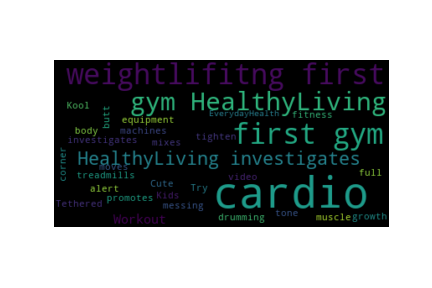 weightlifitng first
Kool
gym HealthyLiving
butt
equipment
EverydayHealth
fitness
body
machines
first gym
investigates
mixes
tighten
corner
HealthyLiving investigates
moves
treadmills
video
full
alert
Cute
Try
cardio
promotes
Kids
Tethered
messing
tone
Workout
drumming
muscle
growth